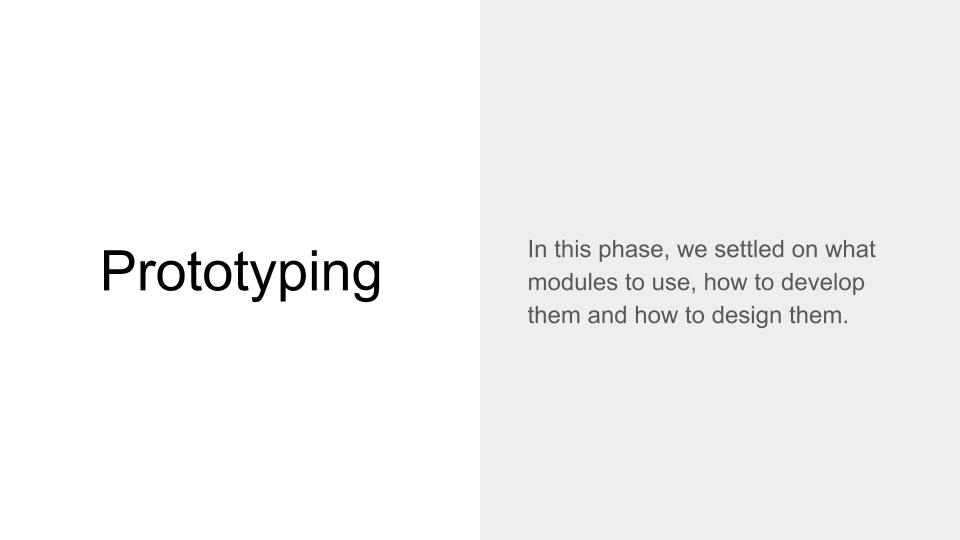 Prototyping
In this phase, we settled on what
modules to use, how to develop
them and how to design them.